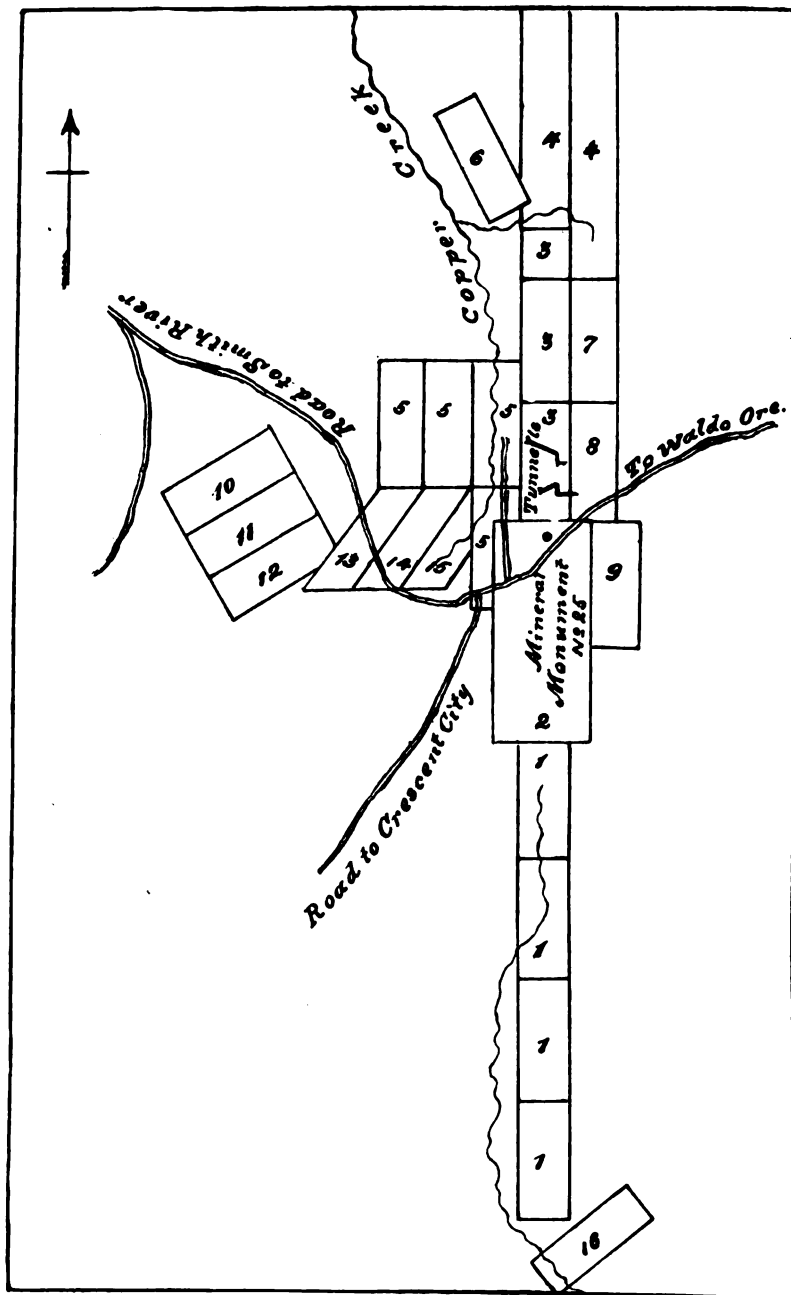 Creek
Copper.
6
4
4
3
3
7
3
8
Tunnels
Road to Smith River
To Waldo Ore.
5
5
5
5
10
11
12
13
14
15
9
Mineral
Monument
No 25
2
Road to Crescent City
1
1
1
1
16